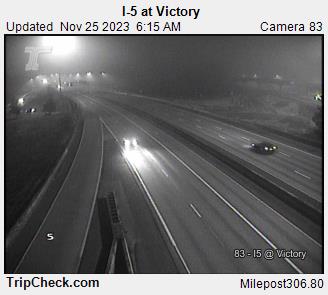 I-5 at Victory
Updated  Nov 25 2023  6:15 AM    Camera 83
S
83 - I5 @ Victory
TripCheck.com    Milepost306.80